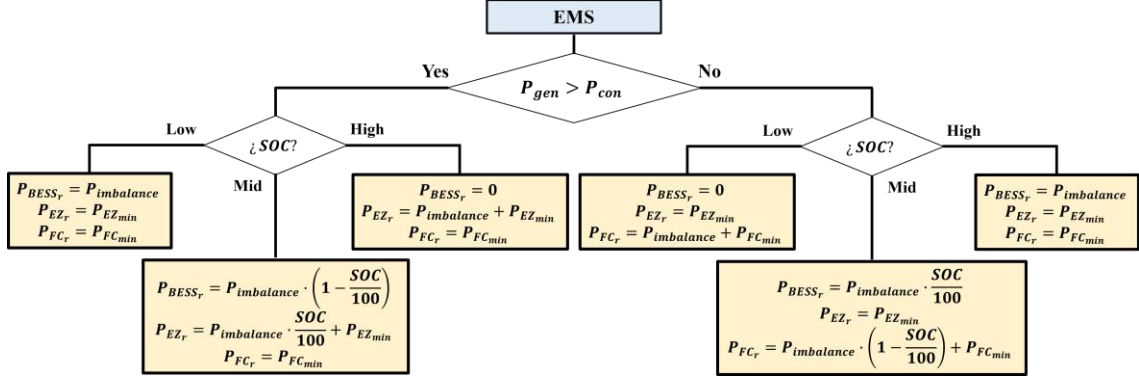 EMS
Yes
No
P_gen > P_con
Low
High
¿SOC?
Mid
Low
High
¿SOC?
Mid
P_BESS_r = P_imbalance
P_EZ_r = P_EZ_min
P_FC_r = P_FC_min
P_BESS_r = 0
P_EZ_r = P_imbalance + P_EZ_min
P_FC_r = P_FC_min
P_BESS_r = 0
P_EZ_r = P_EZ_min
P_FC_r = P_imbalance + P_FC_min
P_BESS_r = P_imbalance
P_EZ_r = P_EZ_min
P_FC_r = P_FC_min
P_BESS_r = P_imbalance · (1 − SOC/100)
P_EZ_r = P_imbalance · SOC/100 + P_EZ_min
P_FC_r = P_FC_min
P_BESS_r = P_imbalance · SOC/100
P_EZ_r = P_EZ_min
P_FC_r = P_imbalance · (1 − SOC/100) + P_FC_min